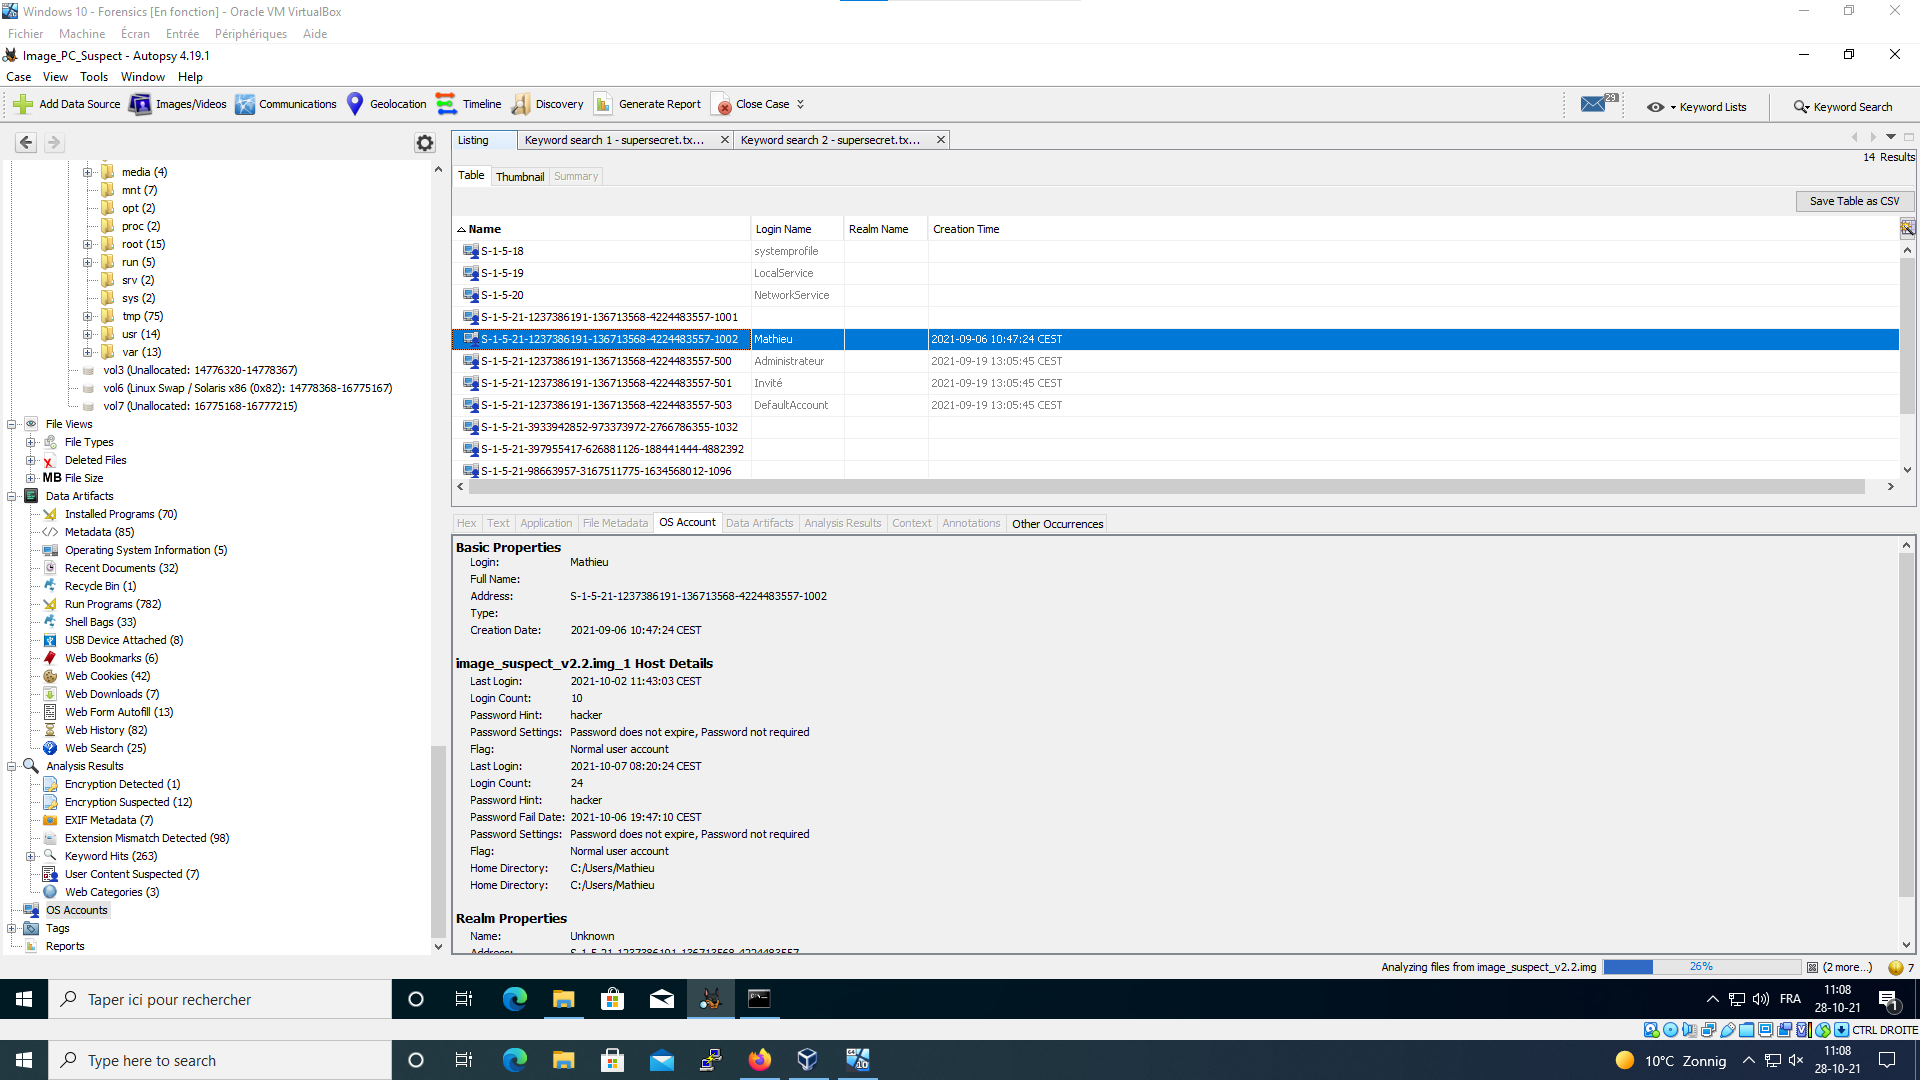 Windows 10 - Forensics [En fonction] - Oracle VM VirtualBox
Fichier Machine Écran Entrée Périphériques Aide
Image_PC_Suspect - Autopsy 4.19.1
Case View Tools Window Help
Add Data Source Images/Videos Communications Geolocation Timeline Discovery Generate Report Close Case 29 Keyword Lists Keyword Search
Listing Keyword search 1 - supersecret.tx... Keyword search 2 - supersecret.tx...
14 Results
Table Thumbnail Summary
Save Table as CSV
Name Login Name Realm Name Creation Time
S-1-5-18 systemprofile
S-1-5-19 LocalService
S-1-5-20 NetworkService
S-1-5-21-1237386191-136713568-4224483557-1001
S-1-5-21-1237386191-136713568-4224483557-1002 Mathieu 2021-09-06 10:47:24 CEST
S-1-5-21-1237386191-136713568-4224483557-500 Administrateur 2021-09-19 13:05:45 CEST
S-1-5-21-1237386191-136713568-4224483557-501 Invité 2021-09-19 13:05:45 CEST
S-1-5-21-1237386191-136713568-4224483557-503 DefaultAccount 2021-09-19 13:05:45 CEST
S-1-5-21-3933942852-973373972-2766786355-1032
S-1-5-21-397955417-626881126-188441444-4882392
S-1-5-21-98663957-3167511775-1634568012-1096
media (4)
mnt (7)
opt (2)
proc (2)
root (15)
run (5)
srv (2)
sys (2)
tmp (75)
usr (14)
var (13)
vol3 (Unallocated: 14776320-14778367)
vol6 (Linux Swap / Solaris x86 (0x82): 14778368-16775167)
vol7 (Unallocated: 16775168-16777215)
File Views
File Types
Deleted Files
MB File Size
Data Artifacts
Installed Programs (70)
Metadata (85)
Operating System Information (5)
Recent Documents (32)
Recycle Bin (1)
Run Programs (782)
Shell Bags (33)
USB Device Attached (8)
Web Bookmarks (6)
Web Cookies (42)
Web Downloads (7)
Web Form Autofill (13)
Web History (82)
Web Search (25)
Analysis Results
Encryption Detected (1)
Encryption Suspected (12)
EXIF Metadata (7)
Extension Mismatch Detected (98)
Keyword Hits (263)
User Content Suspected (7)
Web Categories (3)
OS Accounts
Tags
Reports
Hex Text Application File Metadata OS Account Data Artifacts Analysis Results Context Annotations Other Occurrences
Basic Properties
Login: Mathieu
Full Name:
Address: S-1-5-21-1237386191-136713568-4224483557-1002
Type:
Creation Date: 2021-09-06 10:47:24 CEST
image_suspect_v2.2.img_1 Host Details
Last Login: 2021-10-02 11:43:03 CEST
Login Count: 10
Password Hint: hacker
Password Settings: Password does not expire, Password not required
Flag: Normal user account
Last Login: 2021-10-07 08:20:24 CEST
Login Count: 24
Password Hint: hacker
Password Fail Date: 2021-10-06 19:47:10 CEST
Password Settings: Password does not expire, Password not required
Flag: Normal user account
Home Directory: C:/Users/Mathieu
Home Directory: C:/Users/Mathieu
Realm Properties
Name: Unknown
Address: S-1-5-21-1237386191-136713568-4224483557
Analyzing files from image_suspect_v2.2.img 26% (2 more...) 7
Taper ici pour rechercher FRA 11:08 28-10-21 1
CTRL DROITE
Type here to search 10°C Zonnig 11:08 28-10-21